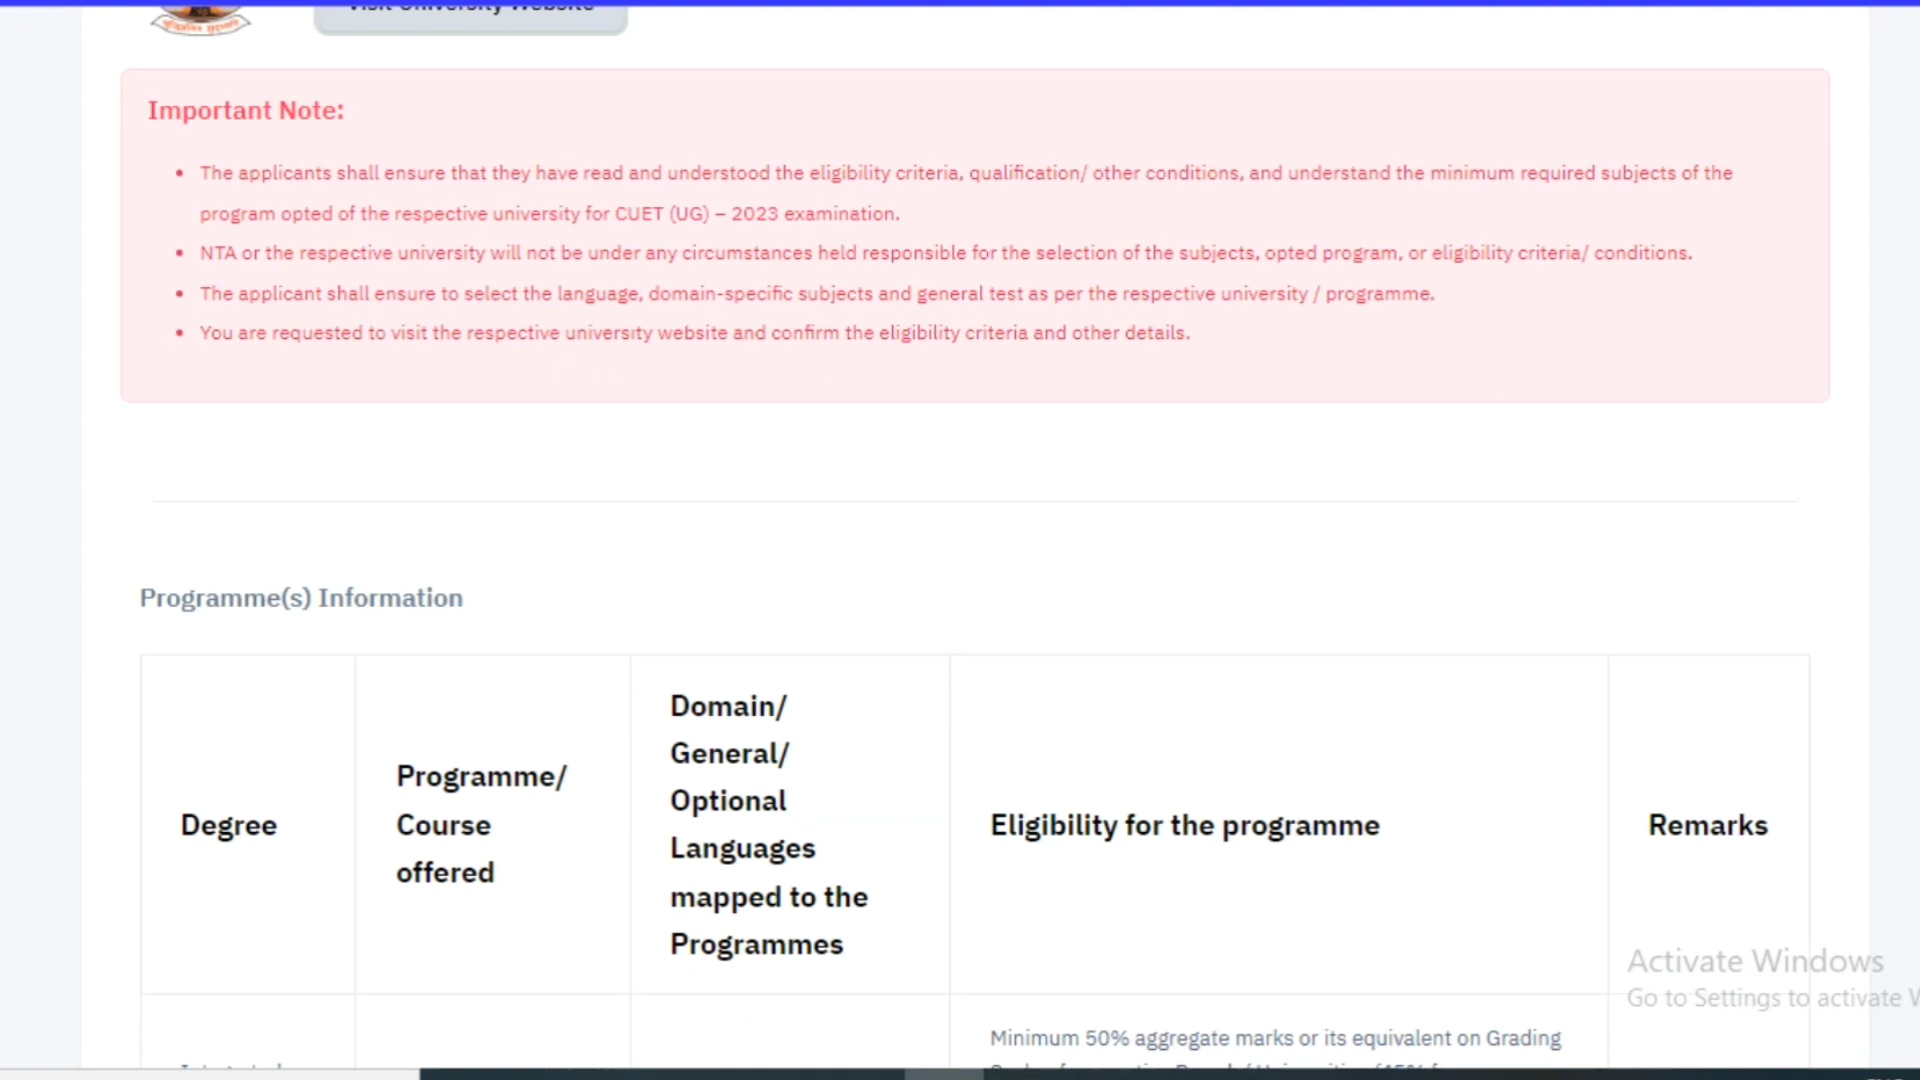 Visit University Website
Important Note:
• The applicants shall ensure that they have read and understood the eligibility criteria, qualification/ other conditions, and understand the minimum required subjects of the
program opted of the respective university for CUET (UG) – 2023 examination.
• NTA or the respective university will not be under any circumstances held responsible for the selection of the subjects, opted program, or eligibility criteria/ conditions.
• The applicant shall ensure to select the language, domain-specific subjects and general test as per the respective university / programme.
• You are requested to visit the respective university website and confirm the eligibility criteria and other details.
Programme(s) Information
Degree
Programme/
Course
offered
Domain/
General/
Optional
Languages
mapped to the
Programmes
Eligibility for the programme
Remarks
Minimum 50% aggregate marks or its equivalent on Grading
Activate Windows
Go to Settings to activate